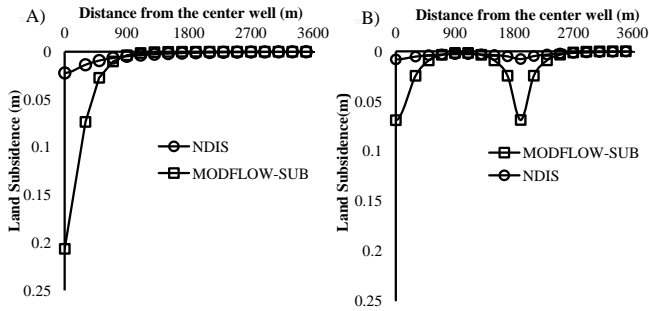 A)
Distance from the center well (m)
0 900 1800 2700 3600
0
0.05
0.1
0.15
0.2
0.25
Land Subsidence (m)
NDIS
MODFLOW-SUB
B)
Distance from the center well (m)
0 900 1800 2700 3600
0
0.05
0.1
0.15
0.2
0.25
Land Subsidence(m)
MODFLOW-SUB
NDIS